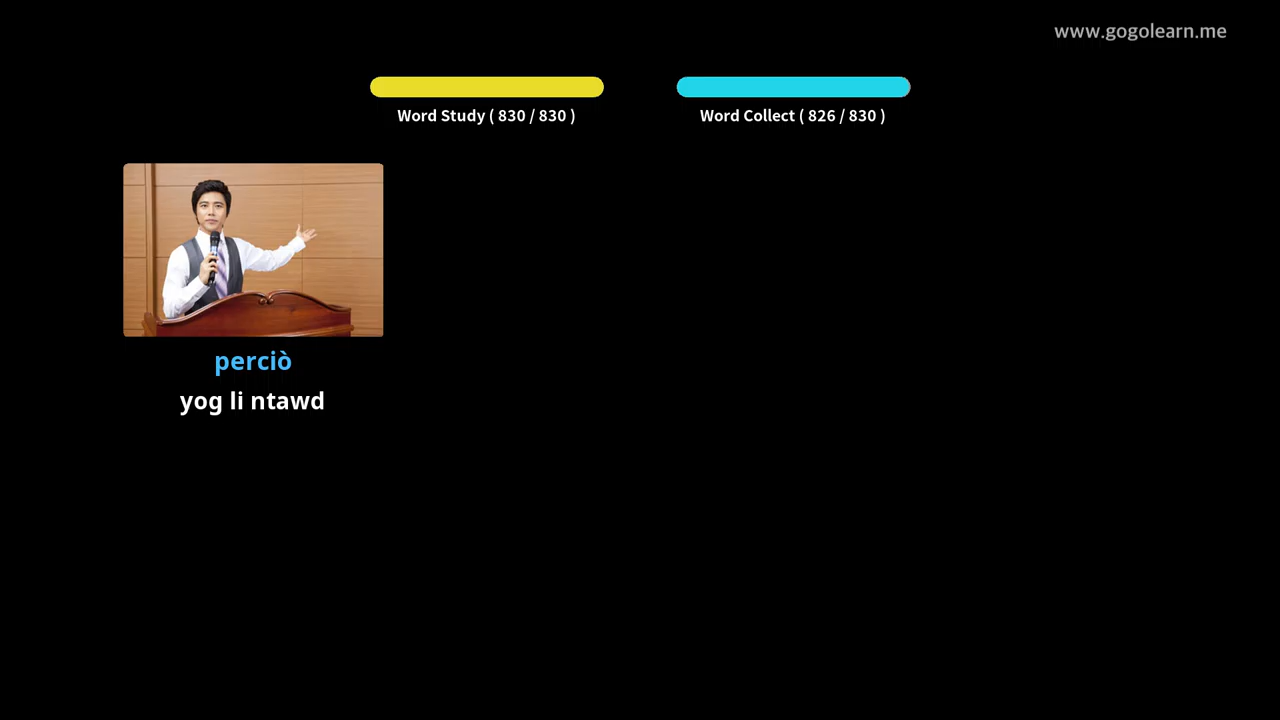 www.gogolearn.me
Word Study ( 830 / 830 )
Word Collect ( 826 / 830 )
perciò
yog li ntawd